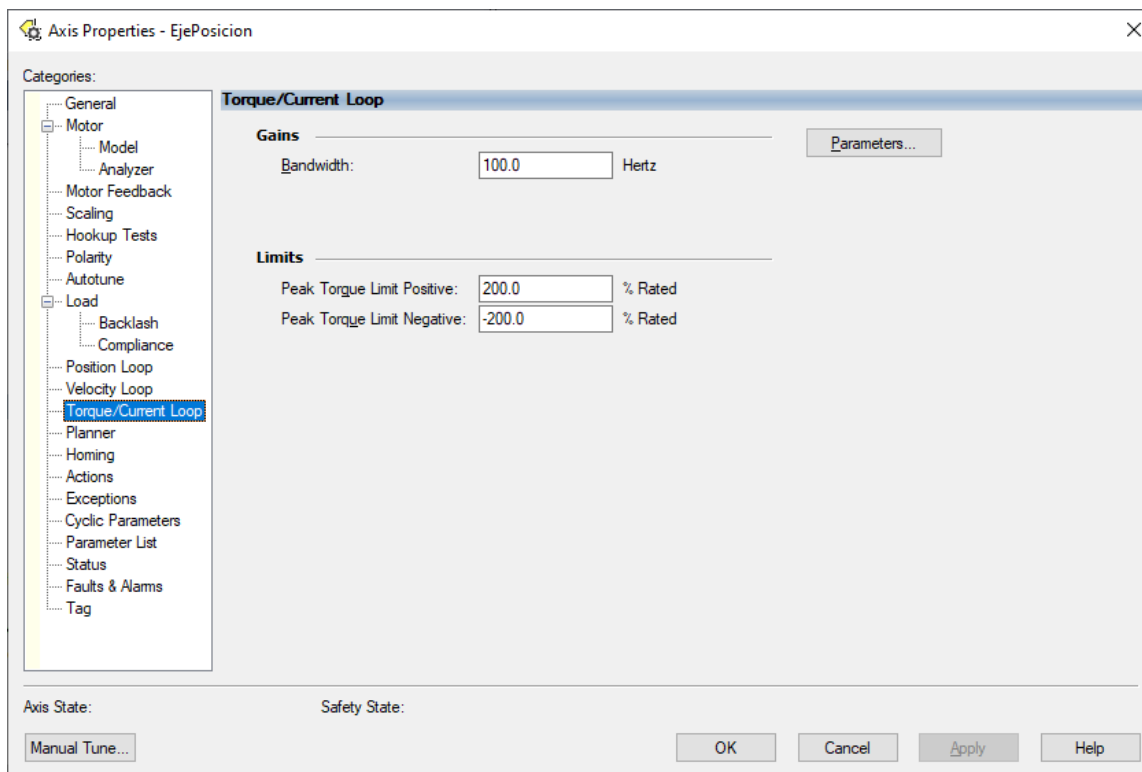 Axis Properties - EjePosicion
Categories:
General
Motor
Model
Analyzer
Motor Feedback
Scaling
Hookup Tests
Polarity
Autotune
Load
Backlash
Compliance
Position Loop
Velocity Loop
Torque/Current Loop
Planner
Homing
Actions
Exceptions
Cyclic Parameters
Parameter List
Status
Faults & Alarms
Tag
Torque/Current Loop
Gains
Parameters...
Bandwidth: 100.0 Hertz
Limits
Peak Torque Limit Positive: 200.0 % Rated
Peak Torque Limit Negative: -200.0 % Rated
Axis State: Safety State:
Manual Tune... OK Cancel Apply Help